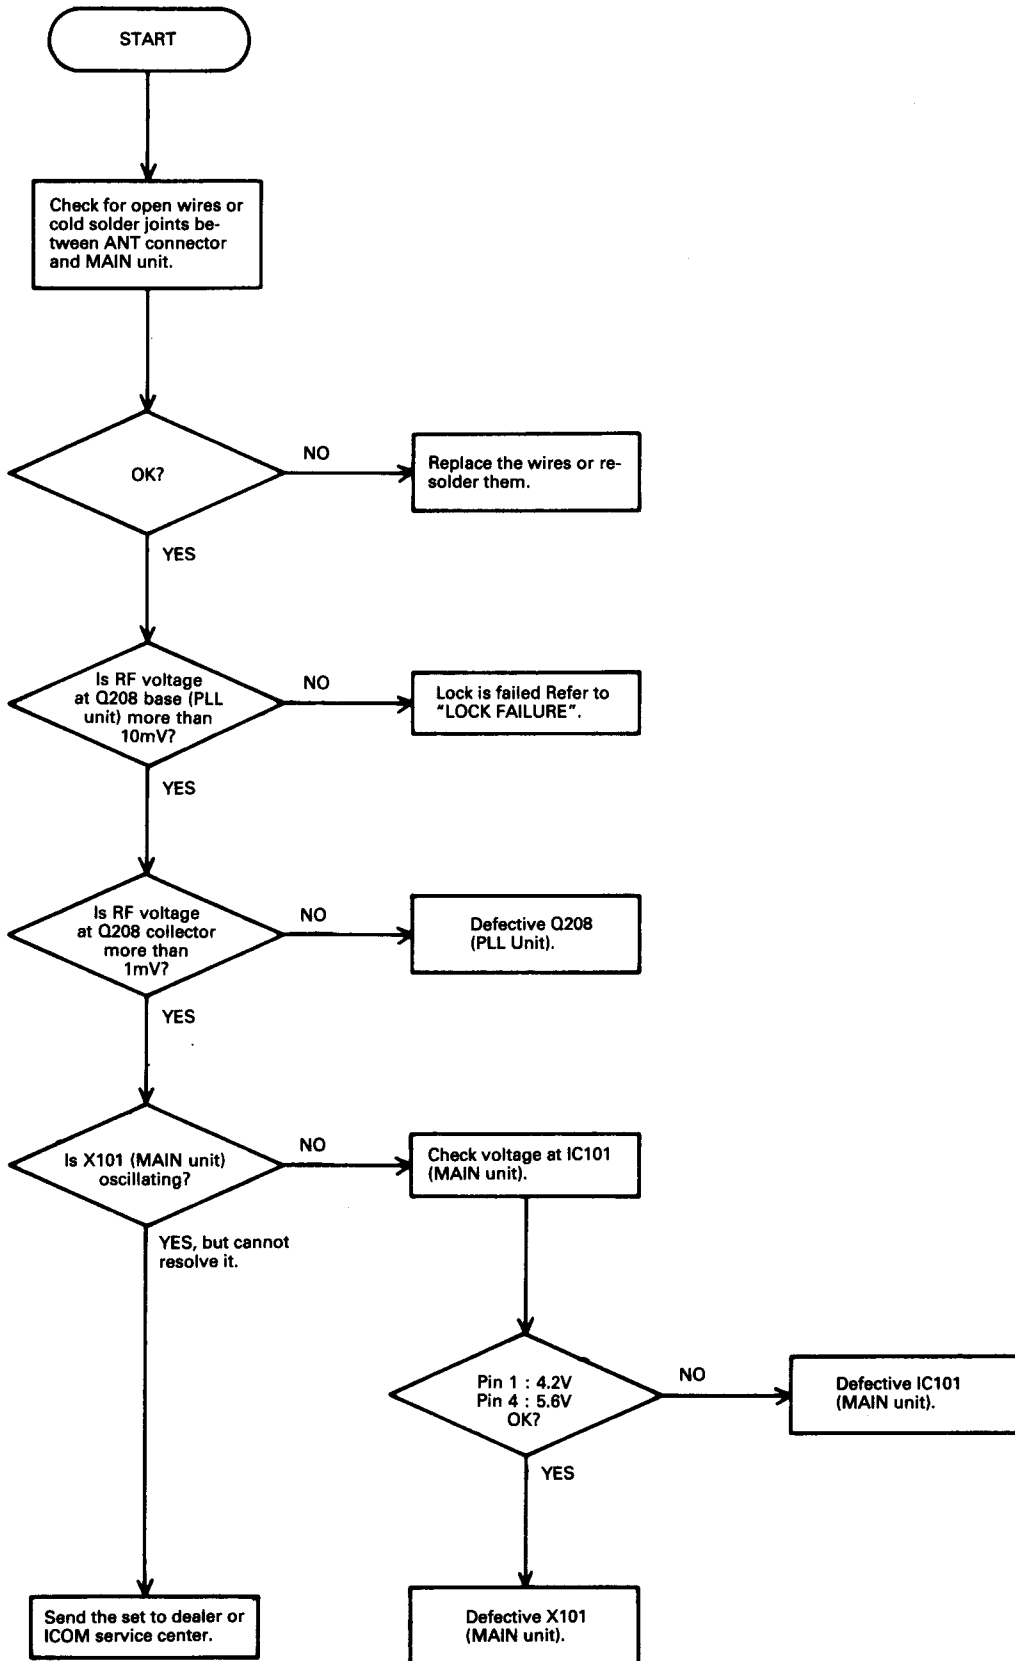 START
Check for open wires or
cold solder joints be-
tween ANT connector
and MAIN unit.
OK?
NO
Replace the wires or re-
solder them.
YES
Is RF voltage
at Q208 base (PLL
unit) more than
10mV?
NO
Lock is failed Refer to
"LOCK FAILURE".
YES
Is RF voltage
at Q208 collector
more than
1mV?
NO
Defective Q208
(PLL Unit).
YES
Is X101 (MAIN unit)
oscillating?
NO
Check voltage at IC101
(MAIN unit).
YES, but cannot
resolve it.
Pin 1 : 4.2V
Pin 4 : 5.6V
OK?
NO
Defective IC101
(MAIN unit).
YES
Send the set to dealer or
ICOM service center.
Defective X101
(MAIN unit).